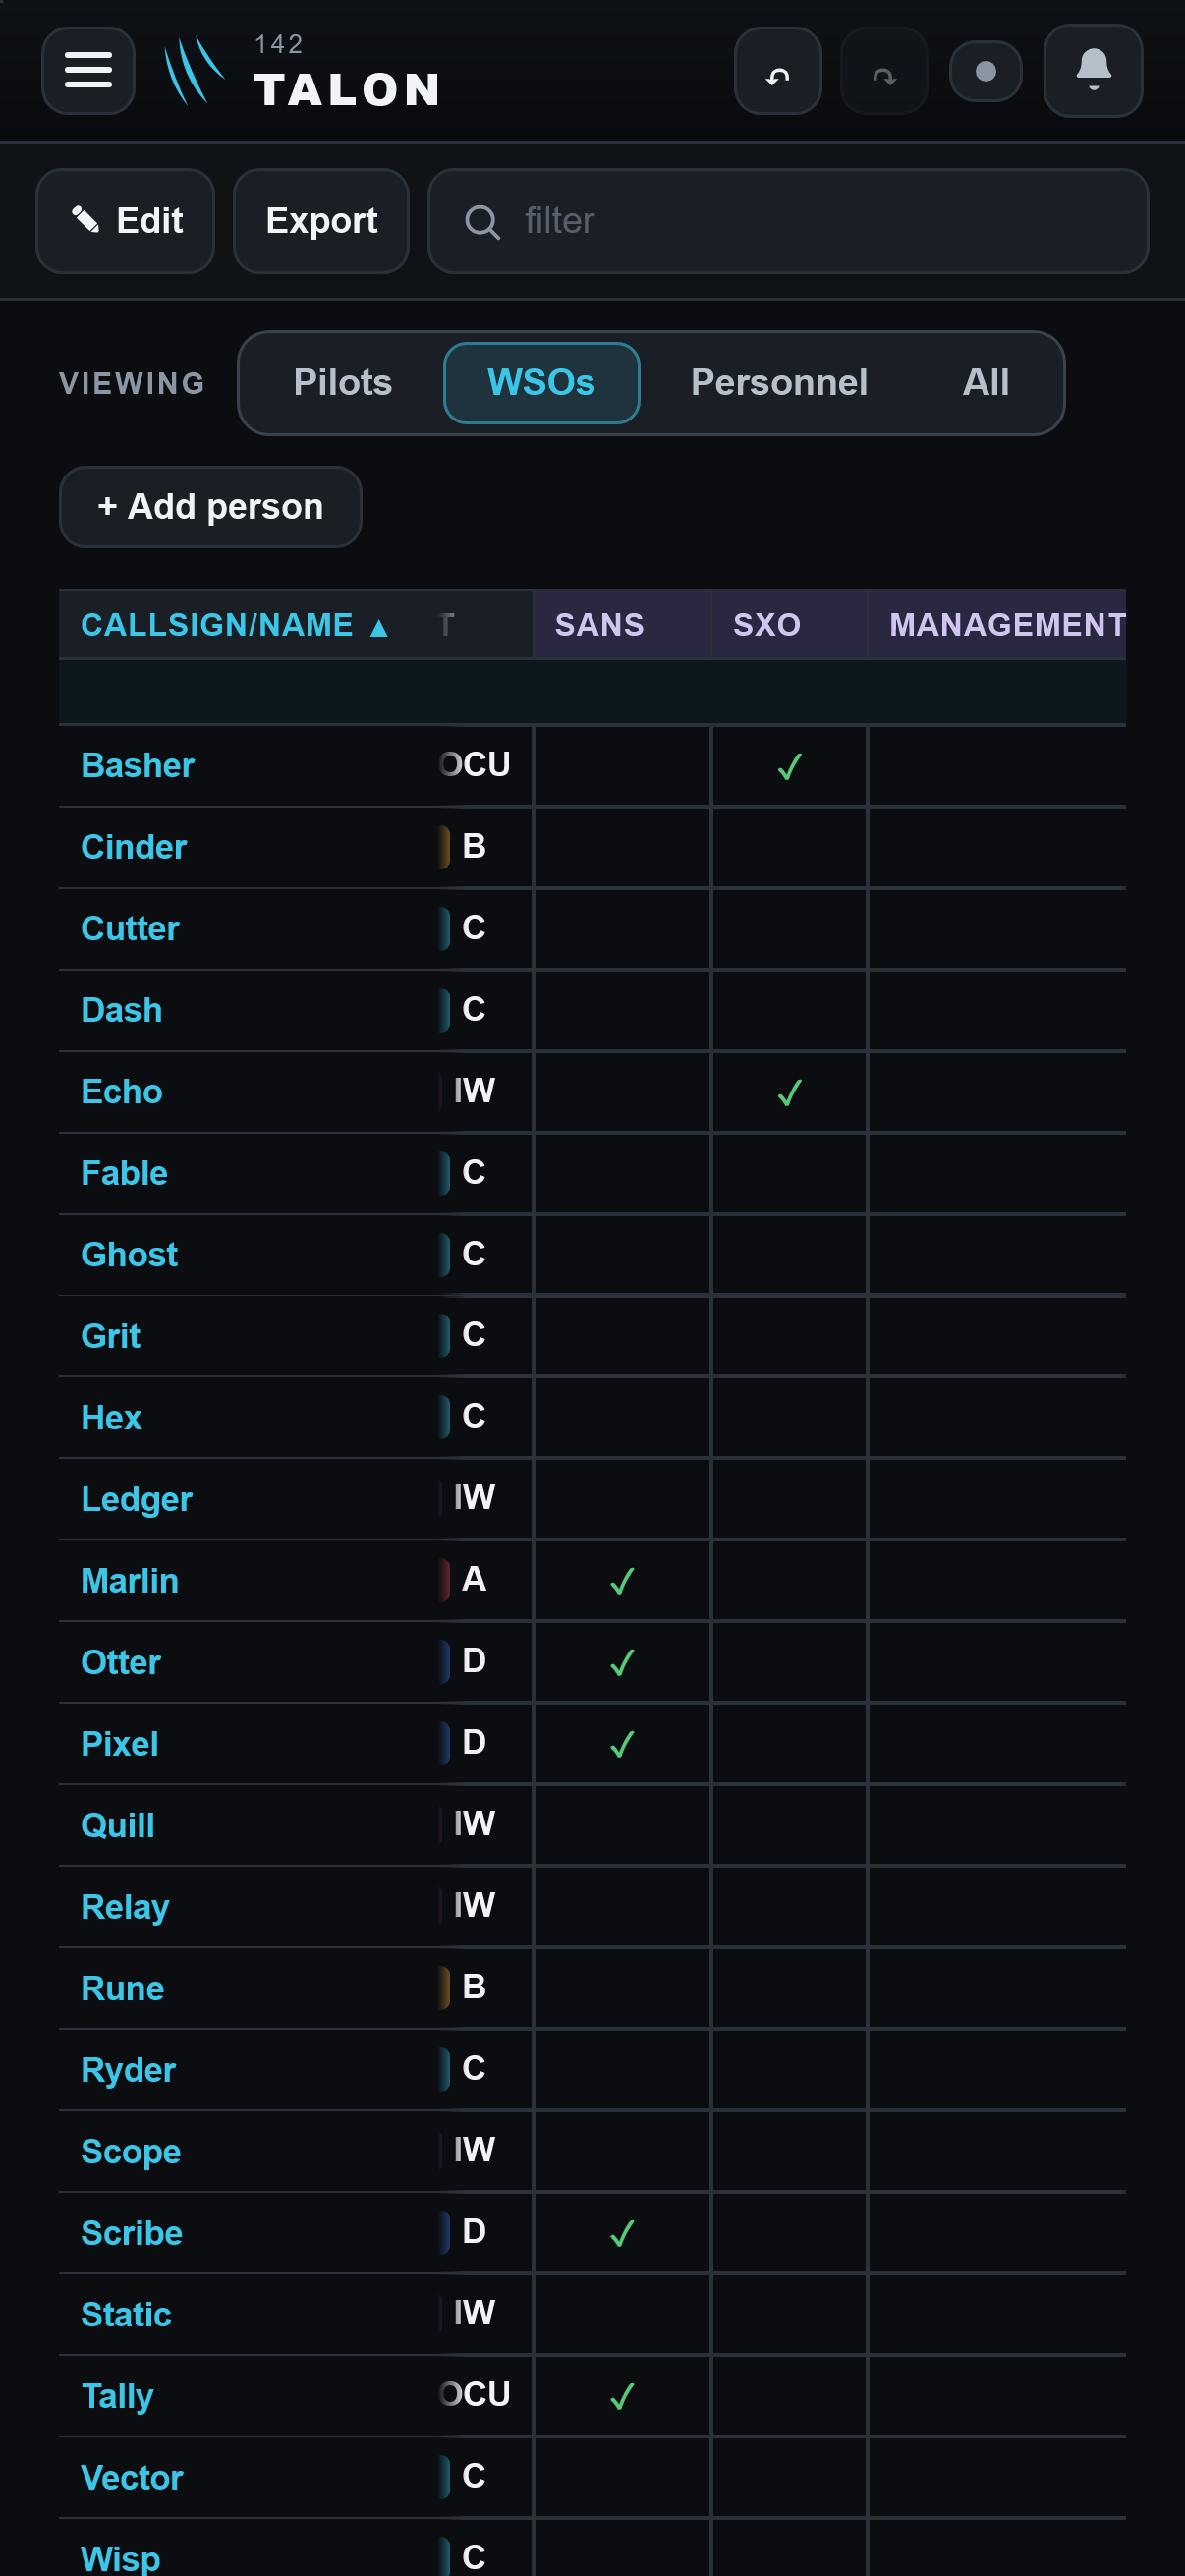 142
TALON
Edit Export filter
VIEWING Pilots WSOs Personnel All
+ Add person
CALLSIGN/NAME ▲ T SANS SXO MANAGEMENT
Basher OCU ✓
Cinder B
Cutter C
Dash C
Echo IW ✓
Fable C
Ghost C
Grit C
Hex C
Ledger IW
Marlin A ✓
Otter D ✓
Pixel D ✓
Quill IW
Relay IW
Rune B
Ryder C
Scope IW
Scribe D ✓
Static IW
Tally OCU ✓
Vector C
Wisp C